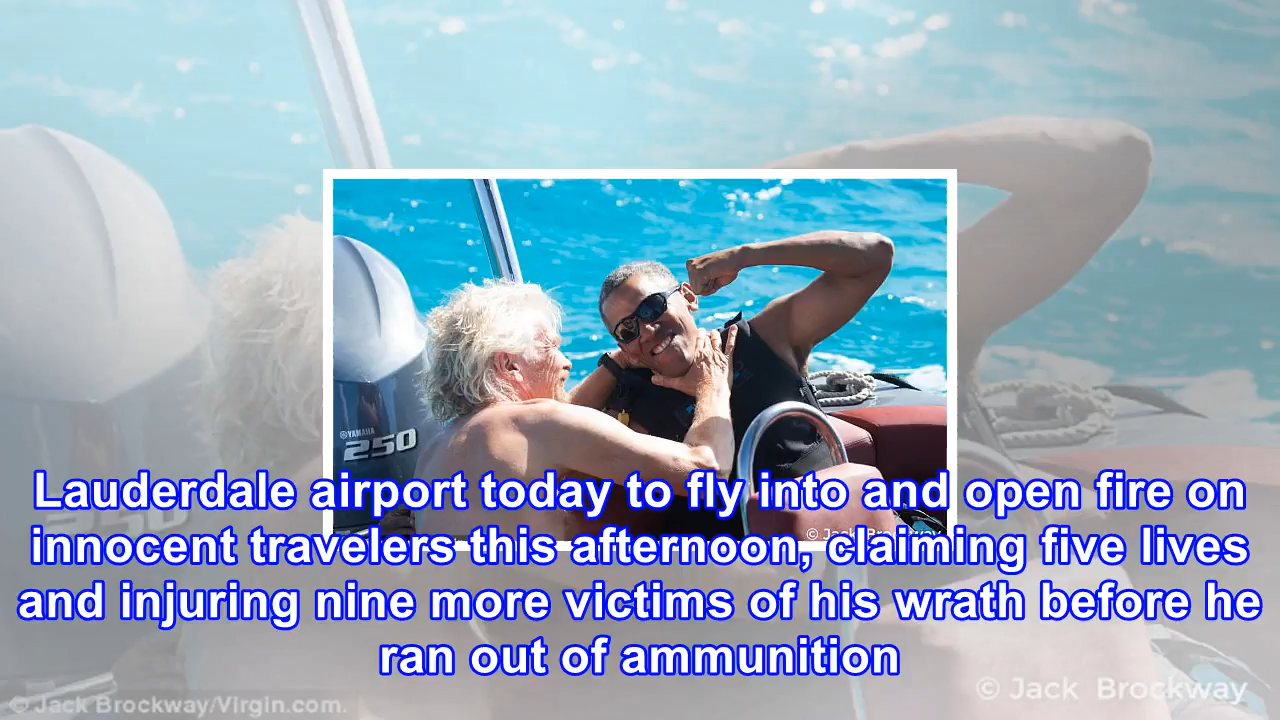 YAMAHA
250
© Jack Brockway
Lauderdale airport today to fly into and open fire on
innocent travelers this afternoon, claiming five lives
and injuring nine more victims of his wrath before he
ran out of ammunition
© Jack Brockway/Virgin.com.
© Jack Brockway